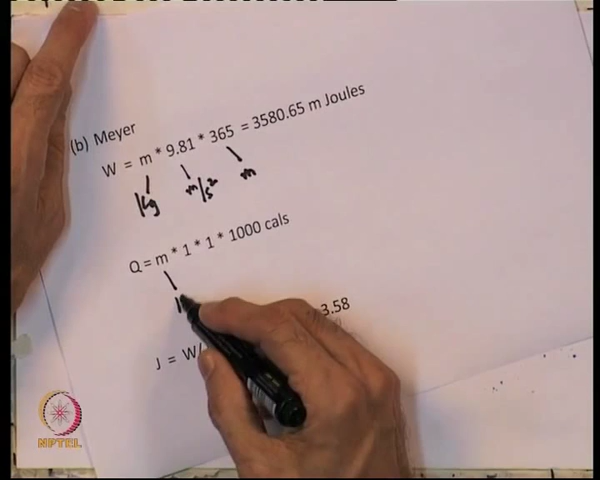 (b) Meyer
W = m * 9.81 * 365 = 3580.65 m Joules
Kg m/s² m
Q = m * 1 * 1 * 1000 cals
J = W/ 3.58
NPTEL